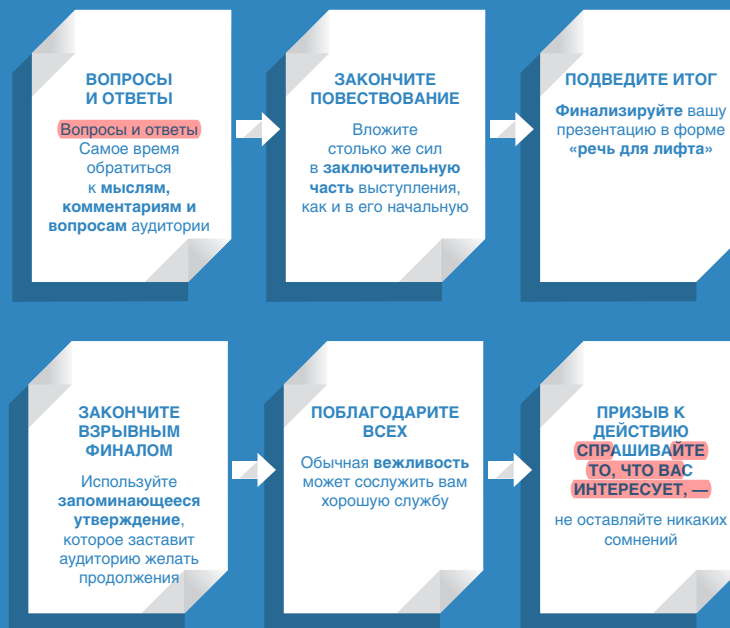 ВОПРОСЫ
И ОТВЕТЫ
Вопросы и ответы
Самое время
обратиться
к мыслям,
комментариям и
вопросам аудитории
ЗАКОНЧИТЕ
ПОВЕСТВОВАНИЕ
Вложите
столько же сил
в заключительную
часть выступления,
как и в его начальную
ПОДВЕДИТЕ ИТОГ
Финализируйте вашу
презентацию в форме
«речь для лифта»
ЗАКОНЧИТЕ
ВЗРЫВНЫМ
ФИНАЛОМ
Используйте
запоминающееся
утверждение,
которое заставит
аудиторию желать
продолжения
ПОБЛАГОДАРИТЕ
ВСЕХ
Обычная вежливость
может сослужить вам
хорошую службу
ПРИЗЫВ К
ДЕЙСТВИЮ
СПРАШИВАЙТЕ
ТО, ЧТО ВАС
ИНТЕРЕСУЕТ, —
не оставляйте никаких
сомнений